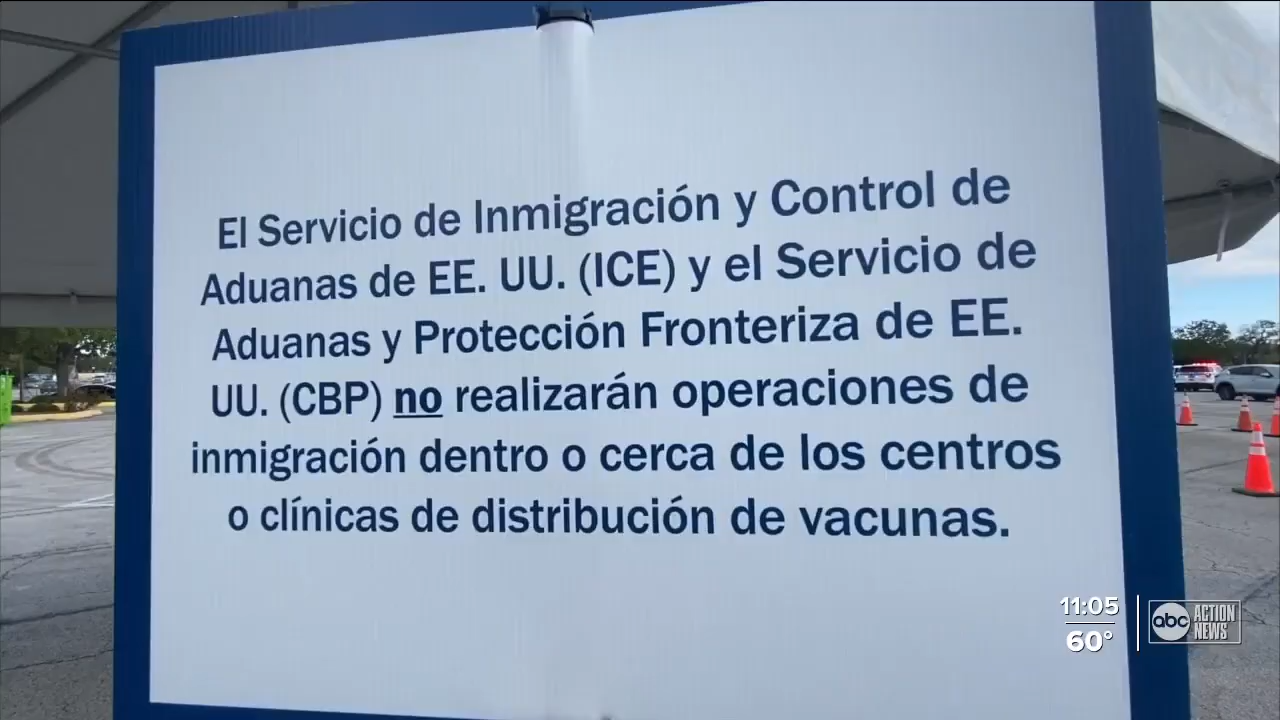 El Servicio de Inmigración y Control de
Aduanas de EE. UU. (ICE) y el Servicio de
Aduanas y Protección Fronteriza de EE.
UU. (CBP) no realizarán operaciones de
inmigración dentro o cerca de los centros
o clínicas de distribución de vacunas.
11:05
60°
abc
ACTION
NEWS